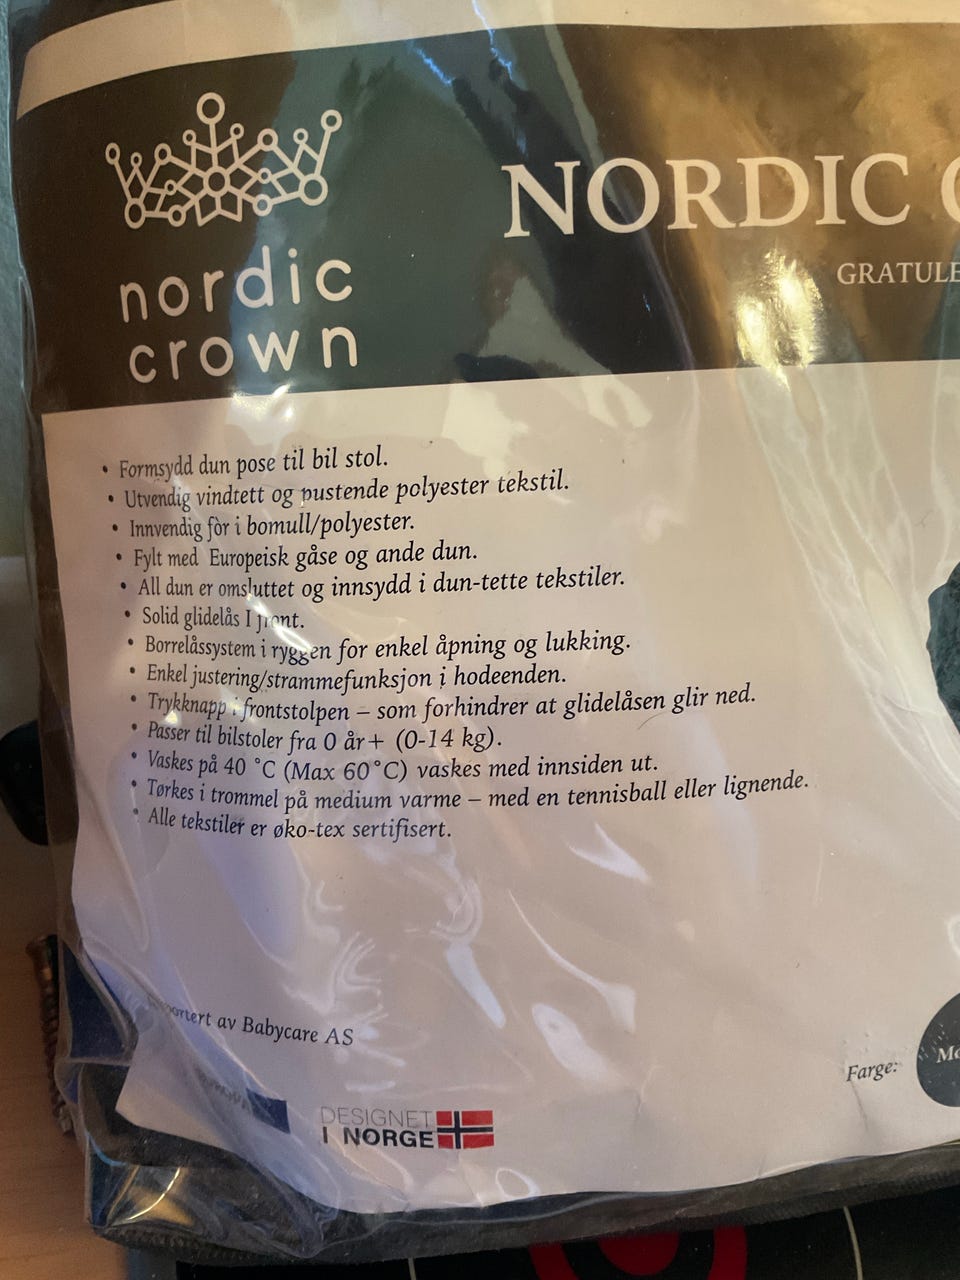 nordic
crown
NORDIC
GRATULE
• Formsydd dun pose til bil stol.
• Utvendig vindtett og pustende polyester tekstil.
• Innvendig fòr i bomull/polyester.
• Fylt med Europeisk gåse og ande dun.
• All dun er omsluttet og innsydd i dun-tette tekstiler.
• Solid glidelås I front.
• Borrelåssystem i ryggen for enkel åpning og lukking.
• Enkel justering/strammefunksjon i hodeenden.
• Trykknapp i frontstolpen – som forhindrer at glidelåsen glir ned.
• Passer til bilstoler fra 0 år+ (0-14 kg).
• Vaskes på 40 °C (Max 60°C) vaskes med innsiden ut.
• Tørkes i trommel på medium varme – med en tennisball eller lignende.
• Alle tekstiler er øko-tex sertifisert.
av Babycare AS
Farge:
DESIGNET
I NORGE